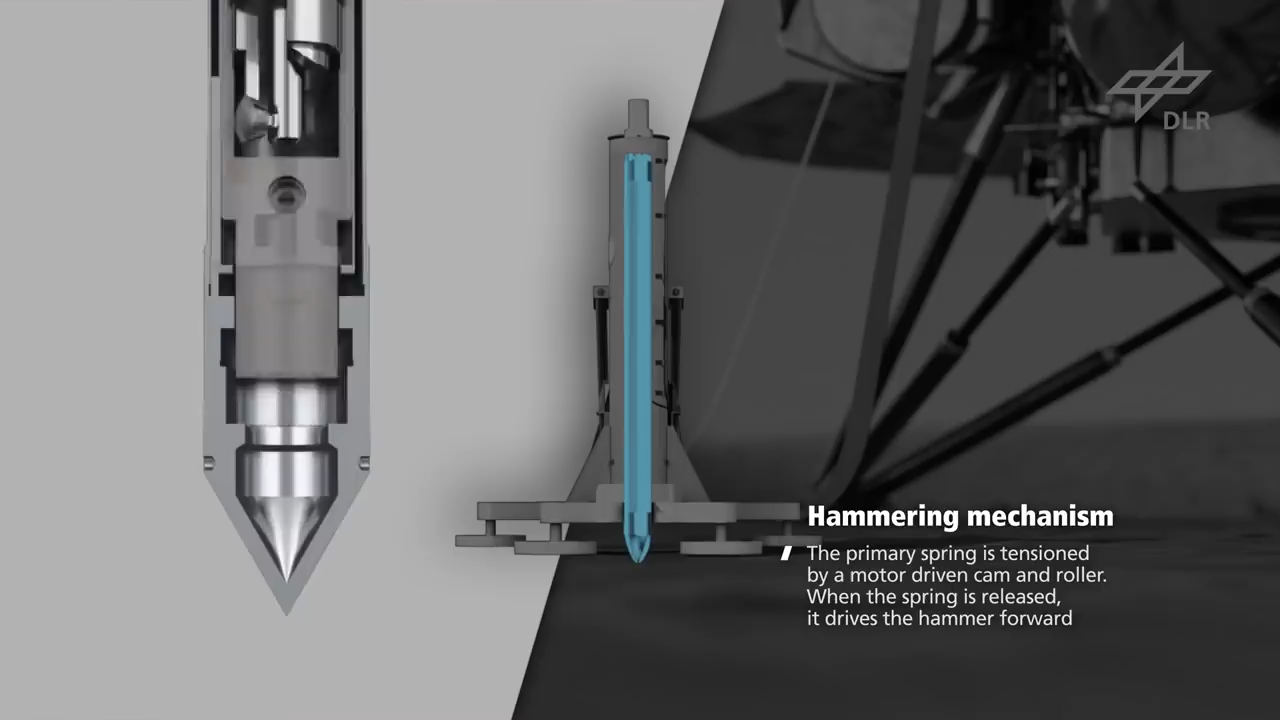 DLR
Hammering mechanism
The primary spring is tensioned
by a motor driven cam and roller.
When the spring is released,
it drives the hammer forward